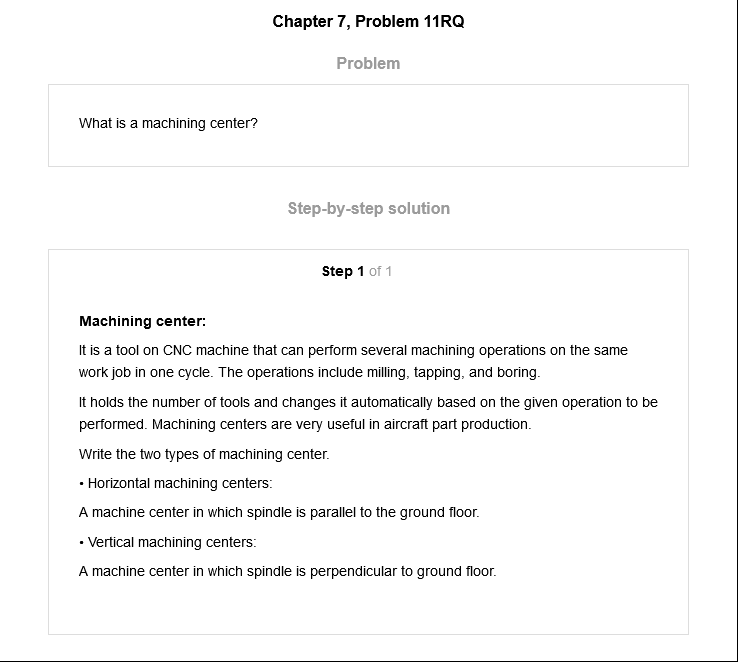 Chapter 7, Problem 11RQ
Problem
What is a machining center?
Step-by-step solution
Step 1 of 1
Machining center:
It is a tool on CNC machine that can perform several machining operations on the same
work job in one cycle. The operations include milling, tapping, and boring.
It holds the number of tools and changes it automatically based on the given operation to be
performed. Machining centers are very useful in aircraft part production.
Write the two types of machining center.
• Horizontal machining centers:
A machine center in which spindle is parallel to the ground floor.
• Vertical machining centers:
A machine center in which spindle is perpendicular to ground floor.